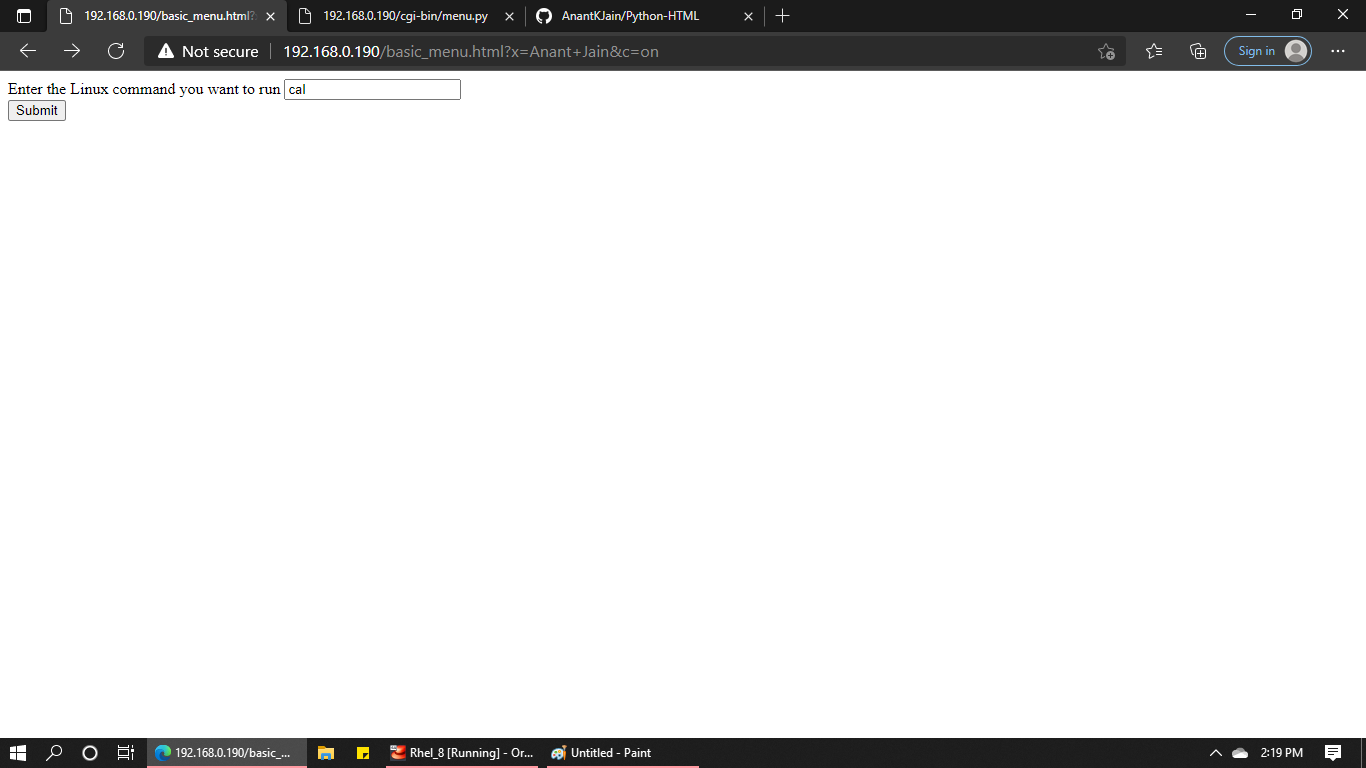 192.168.0.190/basic_menu.html?
192.168.0.190/cgi-bin/menu.py
AnantKJain/Python-HTML
Not secure
192.168.0.190/basic_menu.html?x=Anant+Jain&c=on
Sign in
Enter the Linux command you want to run cal
Submit
192.168.0.190/basic_...
Rhel_8 [Running] - Or...
Untitled - Paint
2:19 PM